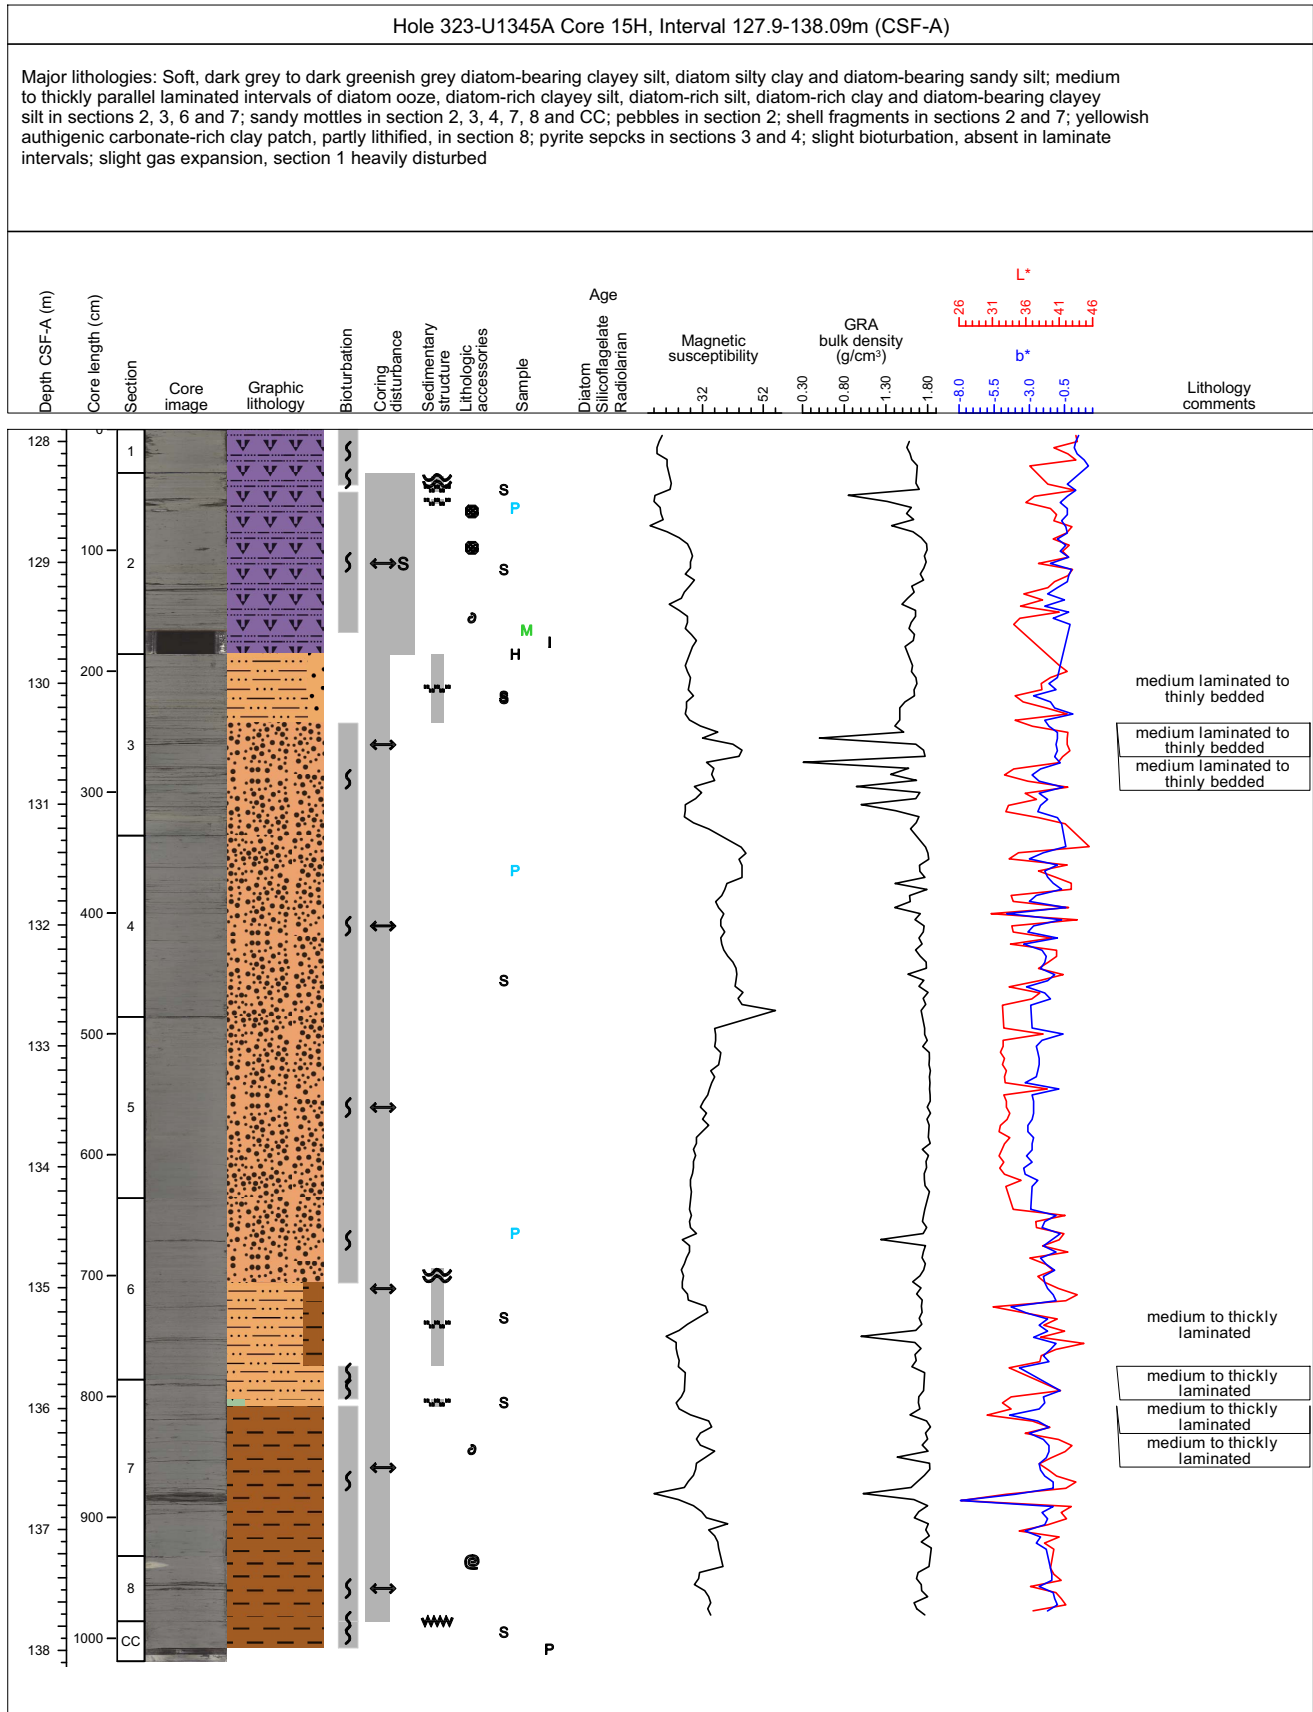 Hole 323-U1345A Core 15H, Interval 127.9-138.09m (CSF-A)
Major lithologies: Soft, dark grey to dark greenish grey diatom-bearing clayey silt, diatom silty clay and diatom-bearing sandy silt; medium
to thickly parallel laminated intervals of diatom ooze, diatom-rich clayey silt, diatom-rich silt, diatom-rich clay and diatom-bearing clayey
silt in sections 2, 3, 6 and 7; sandy mottles in section 2, 3, 4, 7, 8 and CC; pebbles in section 2; shell fragments in sections 2 and 7; yellowish
authigenic carbonate-rich clay patch, partly lithified, in section 8; pyrite sepcks in sections 3 and 4; slight bioturbation, absent in laminate
intervals; slight gas expansion, section 1 heavily disturbed
Depth CSF-A (m)
Core length (cm)
Section
Core
image
Graphic
lithology
Bioturbation
Coring
disturbance
Sedimentary
structure
Lithologic
accessories
Sample
Age
Diatom
Silicoflagelate
Radiolarian
Magnetic
susceptibility
32
52
GRA
bulk density
(g/cm³)
0.30
0.80
1.30
1.80
L*
26
31
36
41
46
b*
-8.0
-5.5
-3.0
-0.5
Lithology
comments
128
129
130
131
132
133
134
135
136
137
138
0
100
200
300
400
500
600
700
800
900
1000
1
2
3
4
5
6
7
8
CC
S
S
P
S
M
I
H
S
P
S
P
S
S
S
P
medium laminated to
thinly bedded
medium laminated to
thinly bedded
medium laminated to
thinly bedded
medium to thickly
laminated
medium to thickly
laminated
medium to thickly
laminated
medium to thickly
laminated